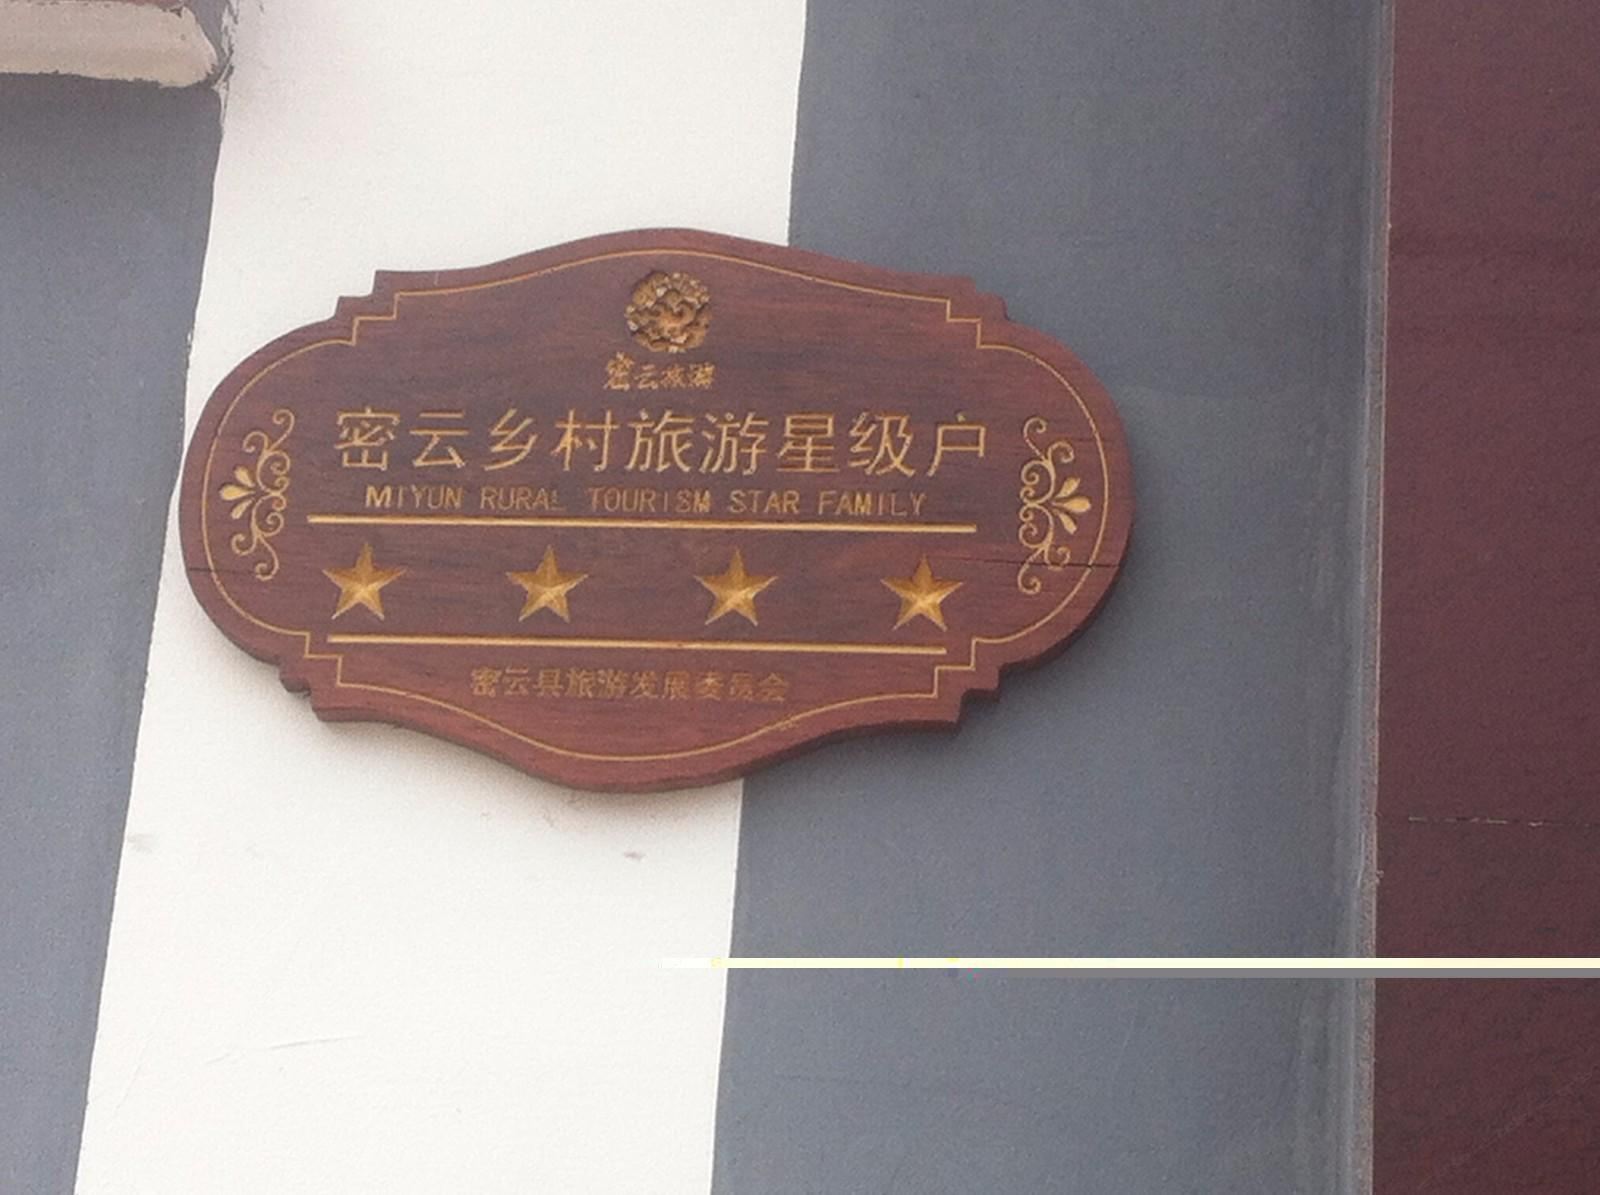 密云旅游
密云乡村旅游星级户
MIYUN RURAL TOURISM STAR FAMILY
密云县旅游发展委员会